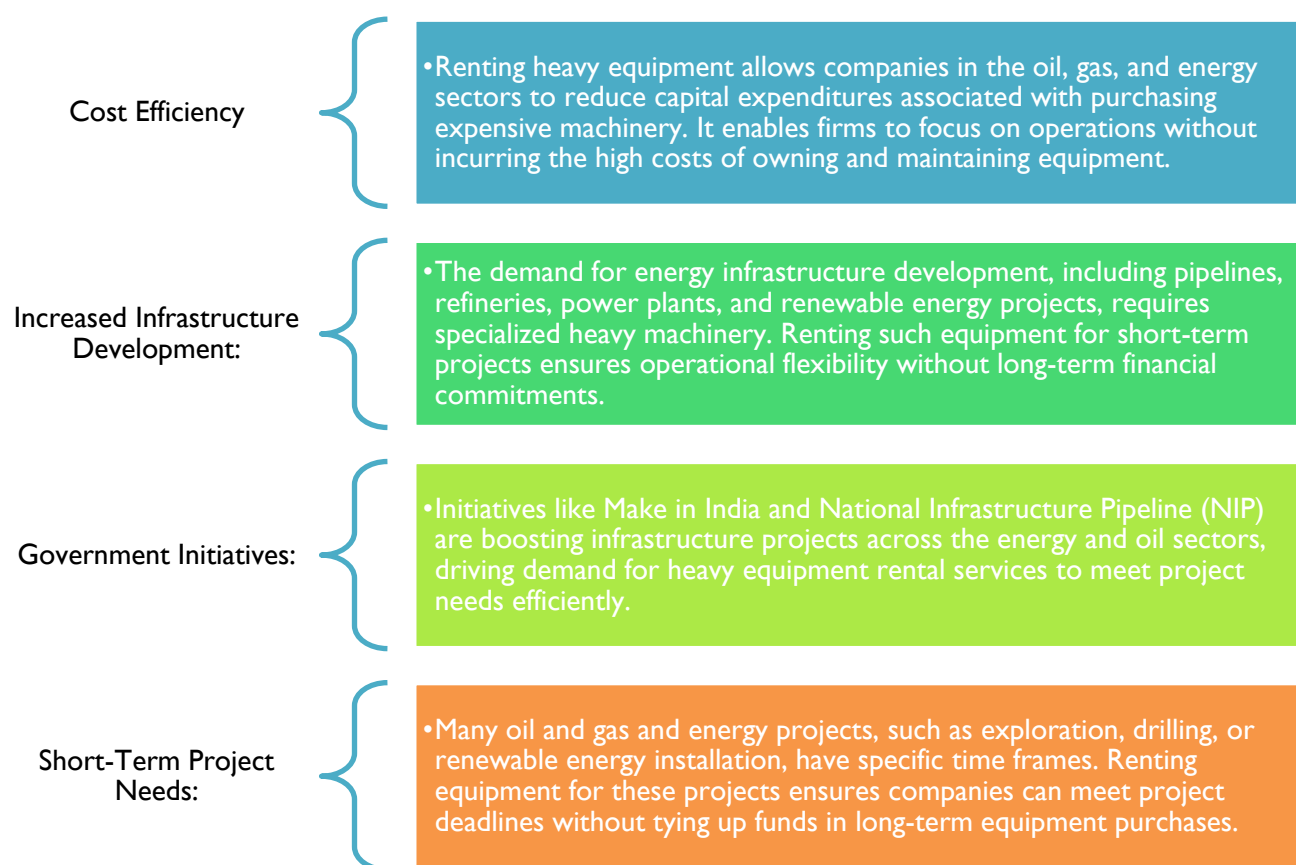 Cost Efficiency
•Renting heavy equipment allows companies in the oil, gas, and energy
sectors to reduce capital expenditures associated with purchasing
expensive machinery. It enables firms to focus on operations without
incurring the high costs of owning and maintaining equipment.
Increased Infrastructure
Development:
•The demand for energy infrastructure development, including pipelines,
refineries, power plants, and renewable energy projects, requires
specialized heavy machinery. Renting such equipment for short-term
projects ensures operational flexibility without long-term financial
commitments.
Government Initiatives:
•Initiatives like Make in India and National Infrastructure Pipeline (NIP)
are boosting infrastructure projects across the energy and oil sectors,
driving demand for heavy equipment rental services to meet project
needs efficiently.
Short-Term Project
Needs:
•Many oil and gas and energy projects, such as exploration, drilling, or
renewable energy installation, have specific time frames. Renting
equipment for these projects ensures companies can meet project
deadlines without tying up funds in long-term equipment purchases.